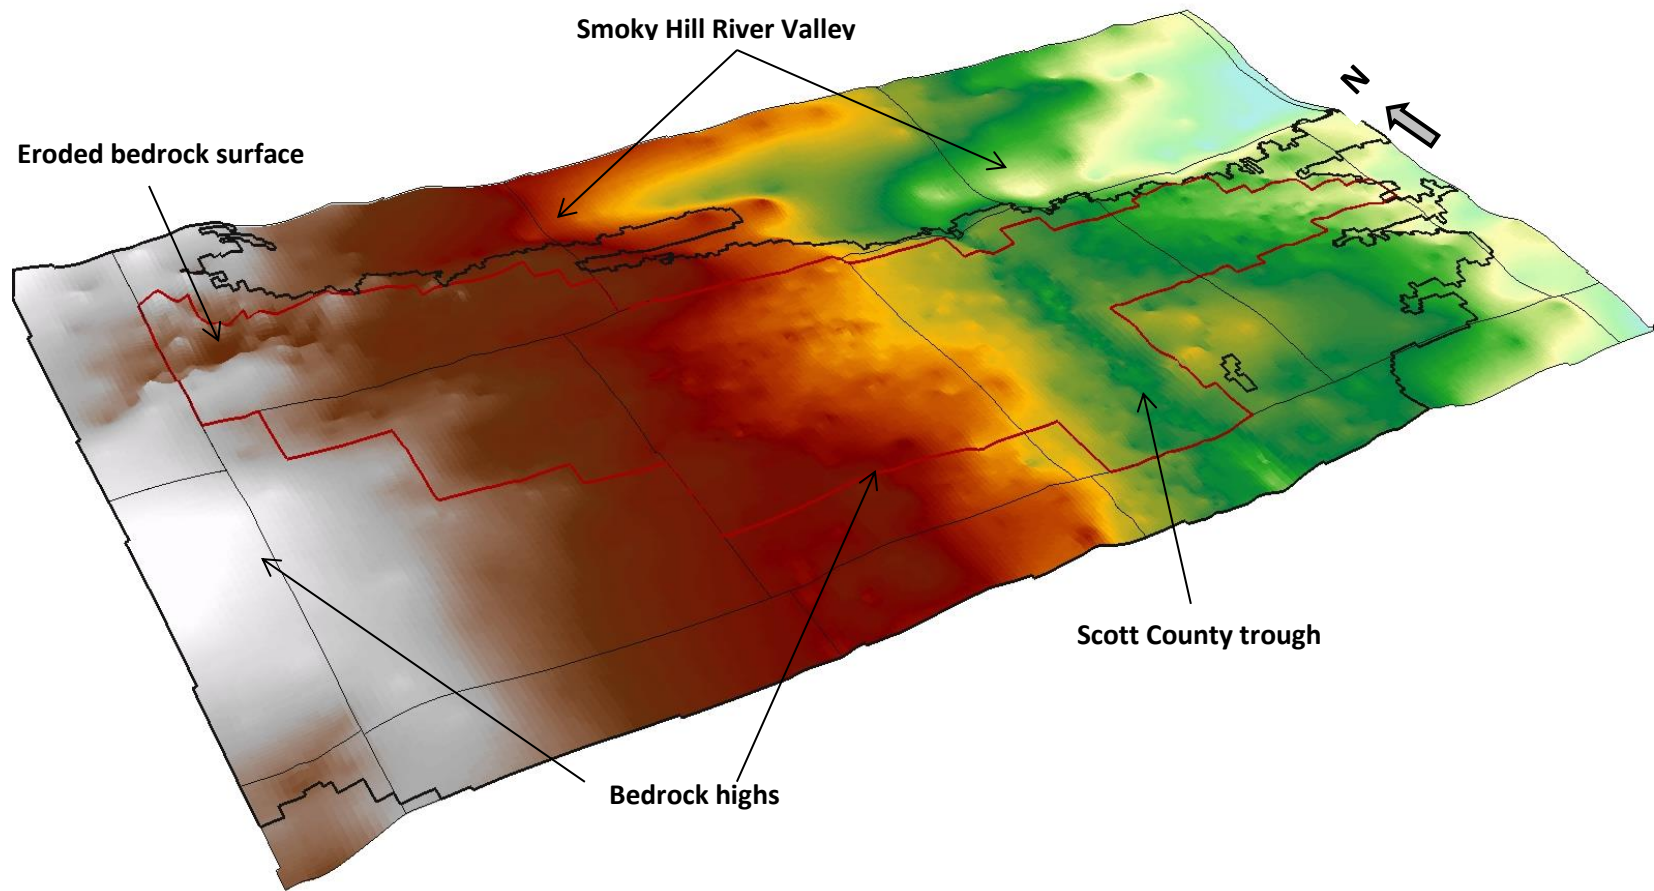 Smoky Hill River Valley
N
Eroded bedrock surface
Scott County trough
Bedrock highs